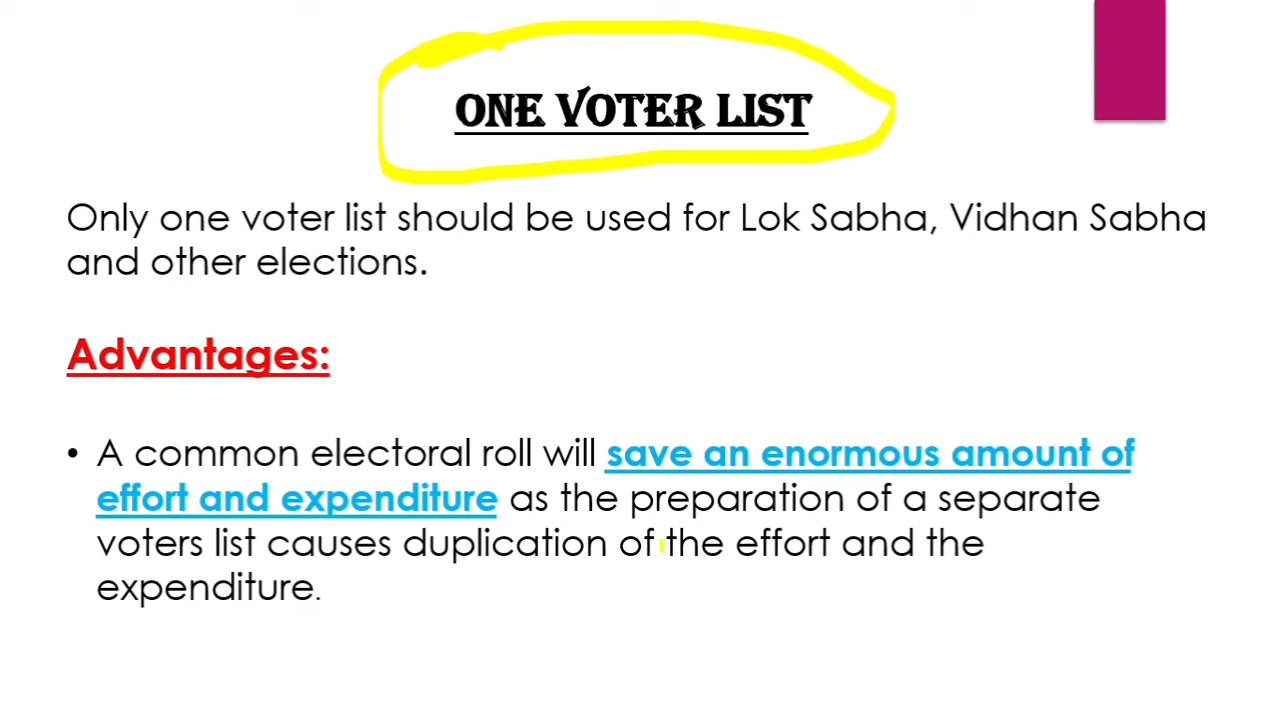 ONE VOTER LIST
Only one voter list should be used for Lok Sabha, Vidhan Sabha
and other elections.
Advantages:
• A common electoral roll will save an enormous amount of
effort and expenditure as the preparation of a separate
voters list causes duplication of the effort and the
expenditure.